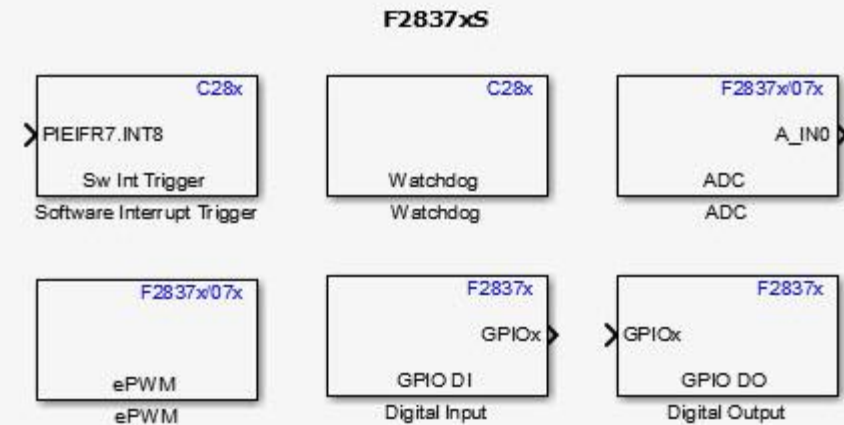 F2837xS
C28x
PIEIFR7.INT8
Sw Int Trigger
Software Interrupt Trigger
C28x
Watchdog
Watchdog
F2837x/07x
A_IN0
ADC
ADC
F2837x/07x
ePWM
ePWM
F2837x
GPIOx
GPIO DI
Digital Input
F2837x
GPIOx
GPIO DO
Digital Output